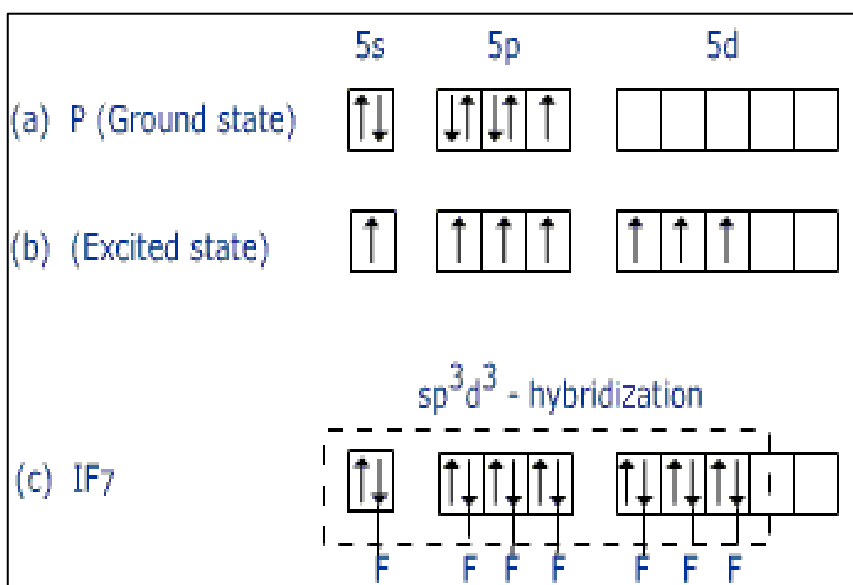 5s 5p 5d
(a) P (Ground state)
(b) (Excited state)
sp³d³ - hybridization
(c) IF₇
F F F F F F F